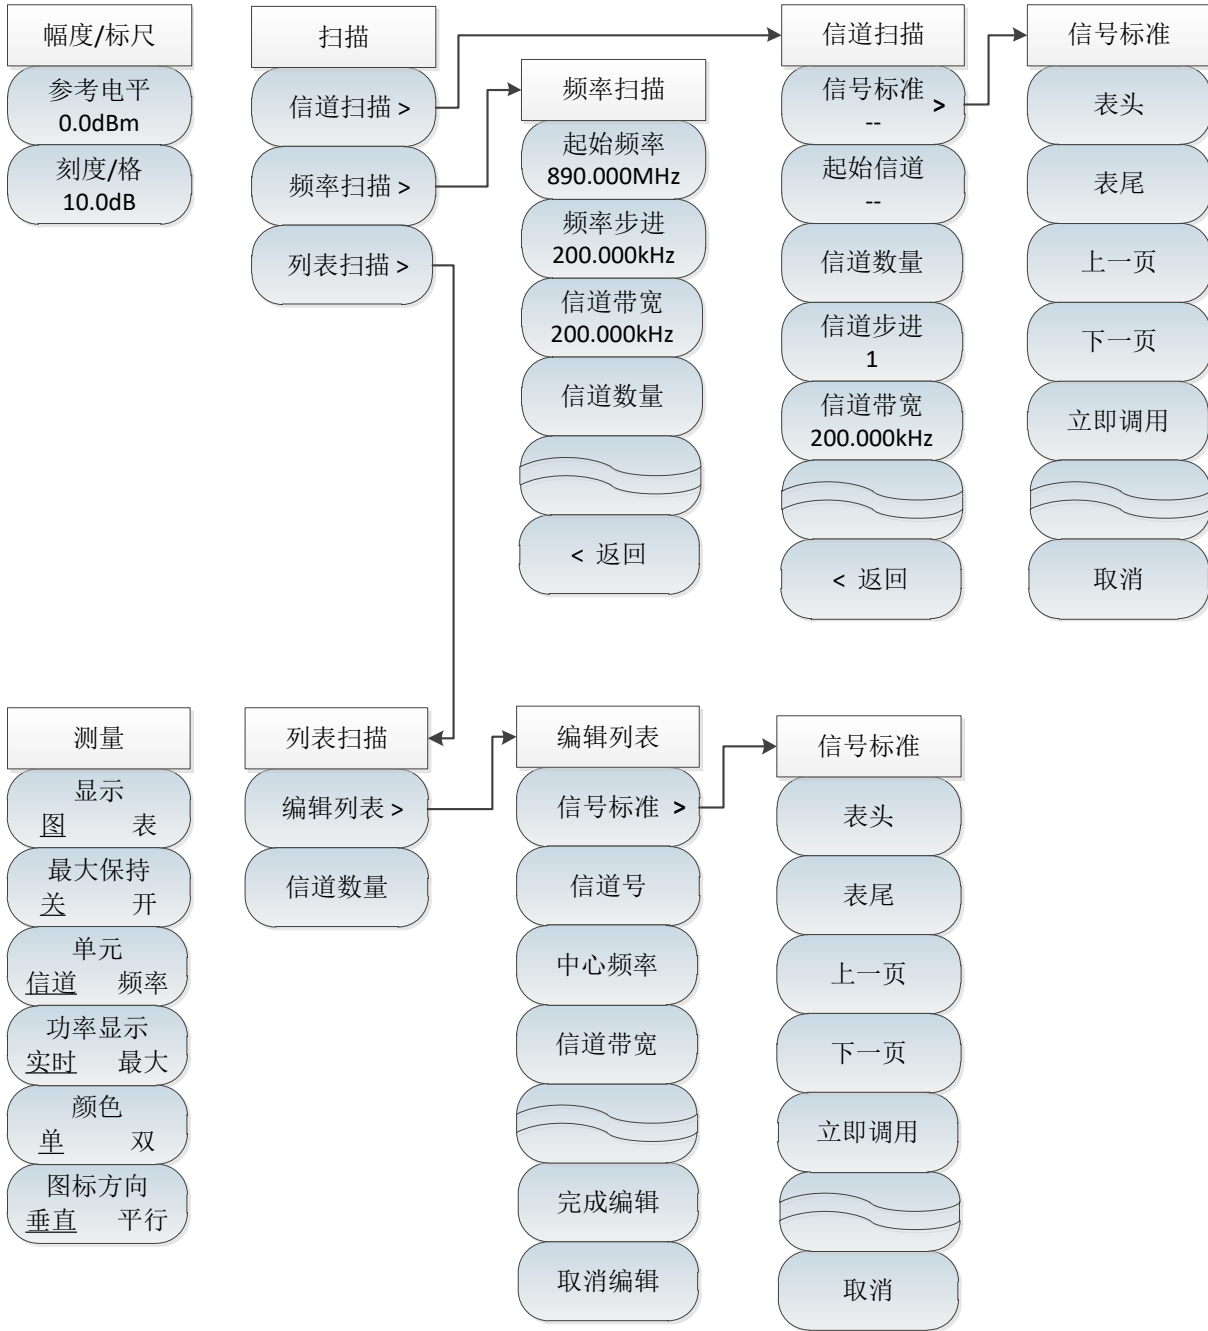 幅度/标尺
参考电平
0.0dBm
刻度/格
10.0dB
扫描
信道扫描 >
频率扫描 >
列表扫描 >
频率扫描
起始频率
890.000MHz
频率步进
200.000kHz
信道带宽
200.000kHz
信道数量
< 返回
信道扫描
信号标准 >
--
起始信道
--
信道数量
信道步进
1
信道带宽
200.000kHz
< 返回
信号标准
表头
表尾
上一页
下一页
立即调用
取消
测量
显示
图 表
最大保持
关 开
单元
信道 频率
功率显示
实时 最大
颜色
单 双
图标方向
垂直 平行
列表扫描
编辑列表 >
信道数量
编辑列表
信号标准 >
信道号
中心频率
信道带宽
完成编辑
取消编辑
信号标准
表头
表尾
上一页
下一页
立即调用
取消